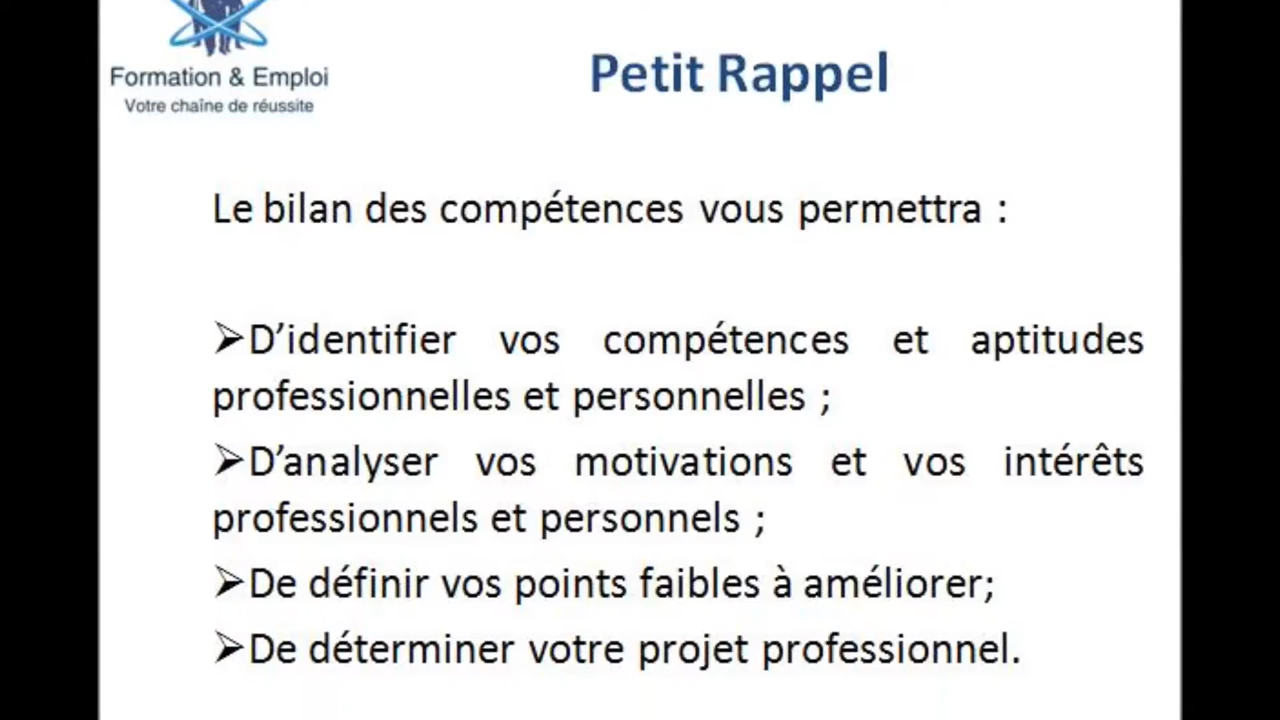 Formation & Emploi
Votre chaîne de réussite
Petit Rappel
Le bilan des compétences vous permettra :
➢D’identifier vos compétences et aptitudes
professionnelles et personnelles ;
➢D’analyser vos motivations et vos intérêts
professionnels et personnels ;
➢De définir vos points faibles à améliorer;
➢De déterminer votre projet professionnel.